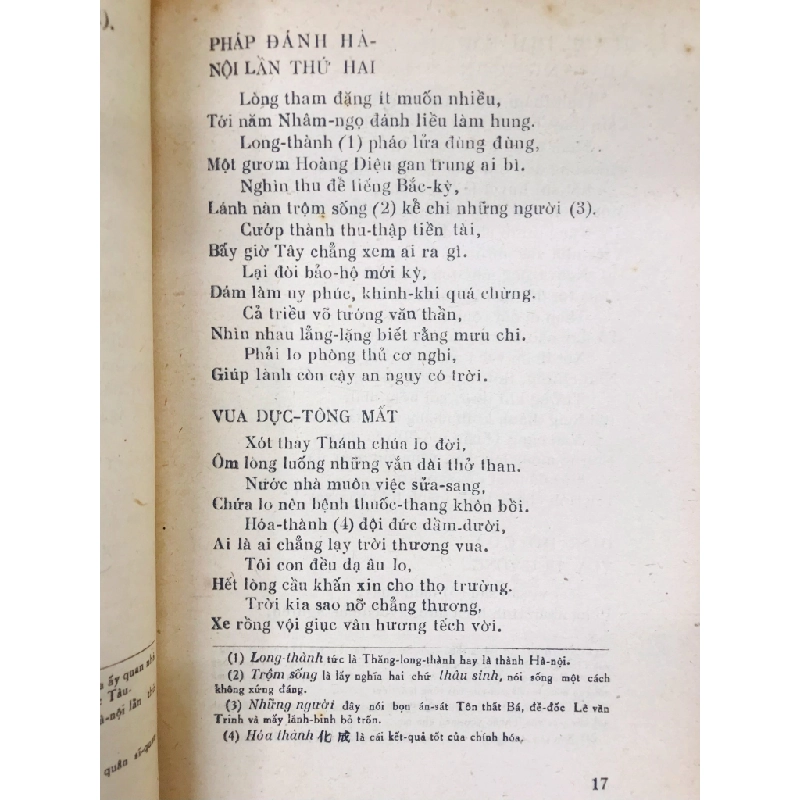 ).
PHÁP ĐÁNH HÀ-
NỘI LẦN THỨ HAI
Lòng tham đặng ít muốn nhiều,
Tới năm Nhâm-ngọ đánh liều làm hung.
Long-thành (1) pháo lửa đùng đùng,
Một gươm Hoàng Diệu gan trung ai bì.
Nghìn thu để tiếng Bắc-kỳ,
Lánh nàn trộm sống (2) kể chi những người (3).
Cướp thành thu-thập tiền tài,
Bấy giờ Tây chẳng xem ai ra gì.
Lại đòi bảo-hộ mới kỳ,
Dám làm uy phúc, khinh-khi quá chừng.
Cả triều võ tướng văn thần,
Nhìn nhau lẳng-lặng biết rằng mưu chi.
Phải lo phòng thủ cơ nghi,
Giúp lành còn cậy an nguy có trời.
VUA DỰC-TÔNG MẤT
Xót thay Thánh chúa lo đời,
Ôm lòng luống những vắn dài thở than.
Nước nhà muôn việc sửa-sang,
Chứa lo nên bệnh thuốc-thang khôn bồi.
Hóa-thành (4) đội đức dầm-dưới,
Ai là ai chẳng lạy trời thương vua.
Tôi con đều dạ âu lo,
Hết lòng cầu khấn xin cho thọ trường.
Trời kia sao nỡ chẳng thương,
Xe rồng vội giục vân hương tếch vời.
(1) Long-thành tức là Thăng-long-thành hay là thành Hà-nội.
(2) Trộm sống là lấy nghĩa hai chữ thâu sinh, nói sống một cách
không xứng đáng.
(3) Những người đây nói bọn án-sát Tôn thất Bá, đề-đốc Lê văn
Trinh và mấy lãnh-binh bỏ trốn.
(4) Hóa thành 化成 là cái kết-quả tốt của chính hóa.
17
ấy quan nhà
Tàu.
-nội lần thứ
quân sĩ-quan